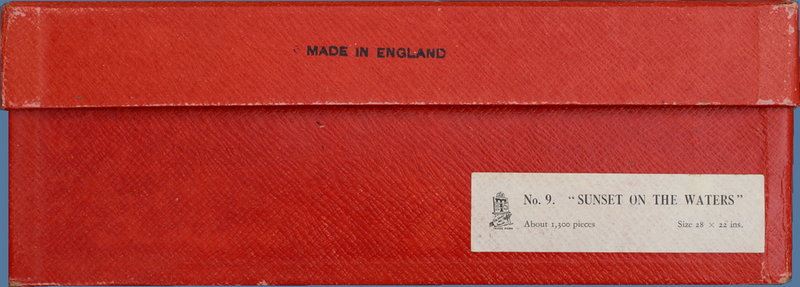 MADE IN ENGLAND
No. 9. "SUNSET ON THE WATERS"
About 1,300 pieces Size 28 × 22 ins.